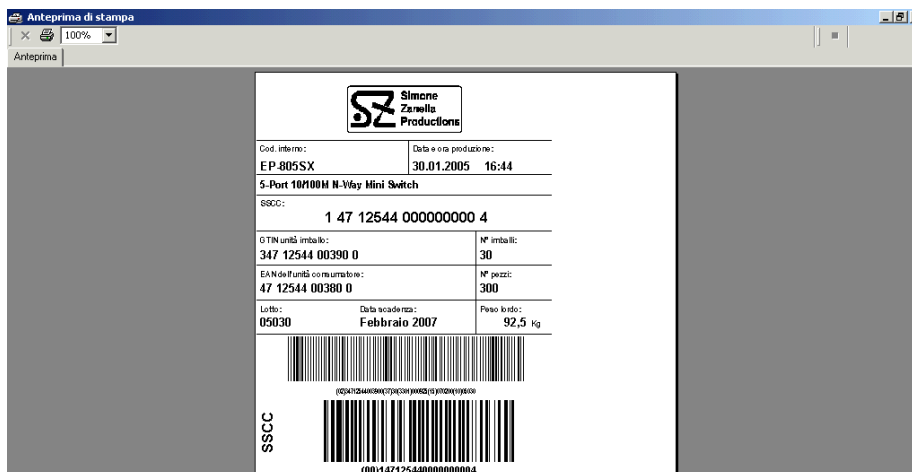 Anteprima di stampa
100%
Anteprima
Simone
Zanella
Productions
Cod. interno: Data e ora produzione:
EP-805SX 30.01.2005 16:44
5-Port 10/100M N-Way Mini Switch
SSCC:
1 47 12544 000000000 4
GTIN unità imballo: N° imballi:
347 12544 00390 0 30
EAN dell'unità consumatore: N° pezzi:
47 12544 00380 0 300
Lotto: Data scadenza: Peso lordo:
05030 Febbraio 2007 92,5 Kg
SSCC
(00)147125440000000004